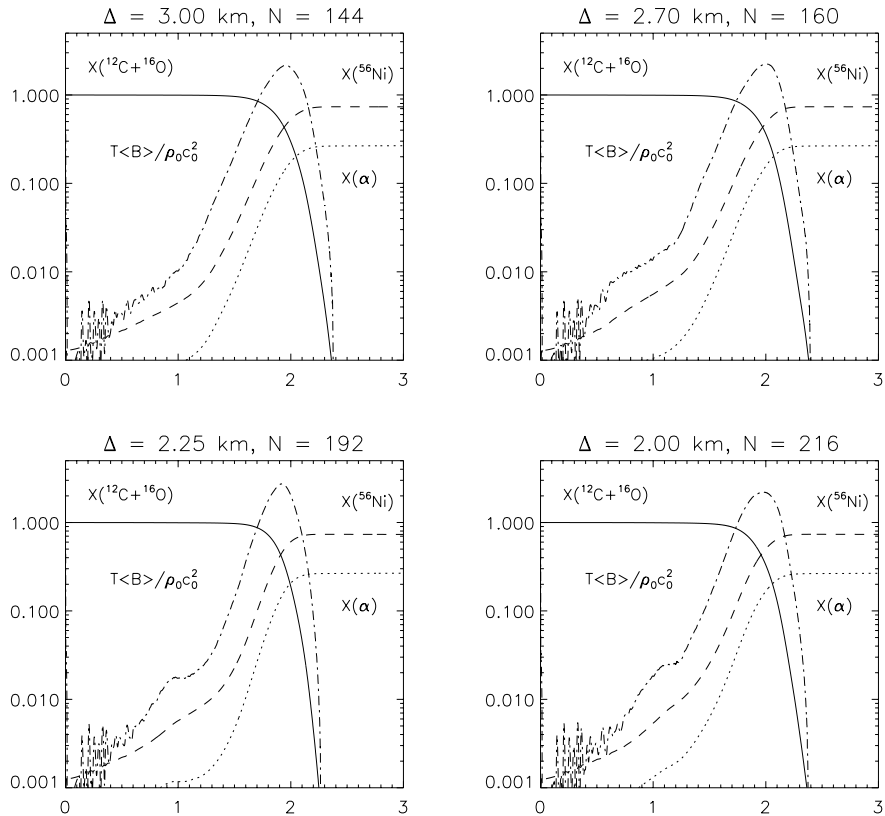 Δ = 3.00 km, N = 144
X(¹²C+¹⁶O)
X(⁵⁶Ni)
1.000
T<B>/ρ₀c₀²
X(α)
0.100
0.010
0.001
0 1 2 3
Δ = 2.70 km, N = 160
X(¹²C+¹⁶O)
X(⁵⁶Ni)
1.000
T<B>/ρ₀c₀²
X(α)
0.100
0.010
0.001
0 1 2 3
Δ = 2.25 km, N = 192
X(¹²C+¹⁶O)
X(⁵⁶Ni)
1.000
T<B>/ρ₀c₀²
X(α)
0.100
0.010
0.001
0 1 2 3
Δ = 2.00 km, N = 216
X(¹²C+¹⁶O)
X(⁵⁶Ni)
1.000
T<B>/ρ₀c₀²
X(α)
0.100
0.010
0.001
0 1 2 3